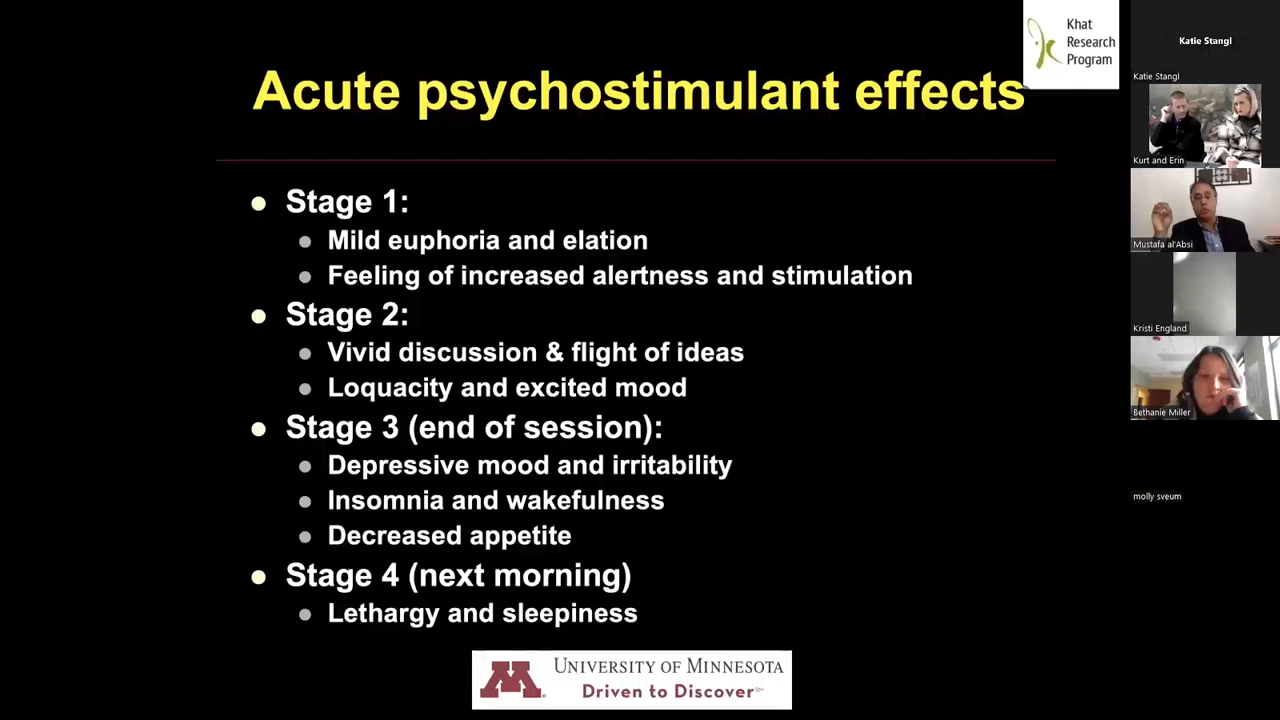 Khat
Research
Program
Acute psychostimulant effects
Stage 1:
Mild euphoria and elation
Feeling of increased alertness and stimulation
Stage 2:
Vivid discussion & flight of ideas
Loquacity and excited mood
Stage 3 (end of session):
Depressive mood and irritability
Insomnia and wakefulness
Decreased appetite
Stage 4 (next morning)
Lethargy and sleepiness
M
UNIVERSITY OF MINNESOTA
Driven to Discover℠
Katie Stangl
Katie Stangl
Kurt and Erin
Mustafa al'Absi
Kristi England
Bethanie Miller
molly sveum